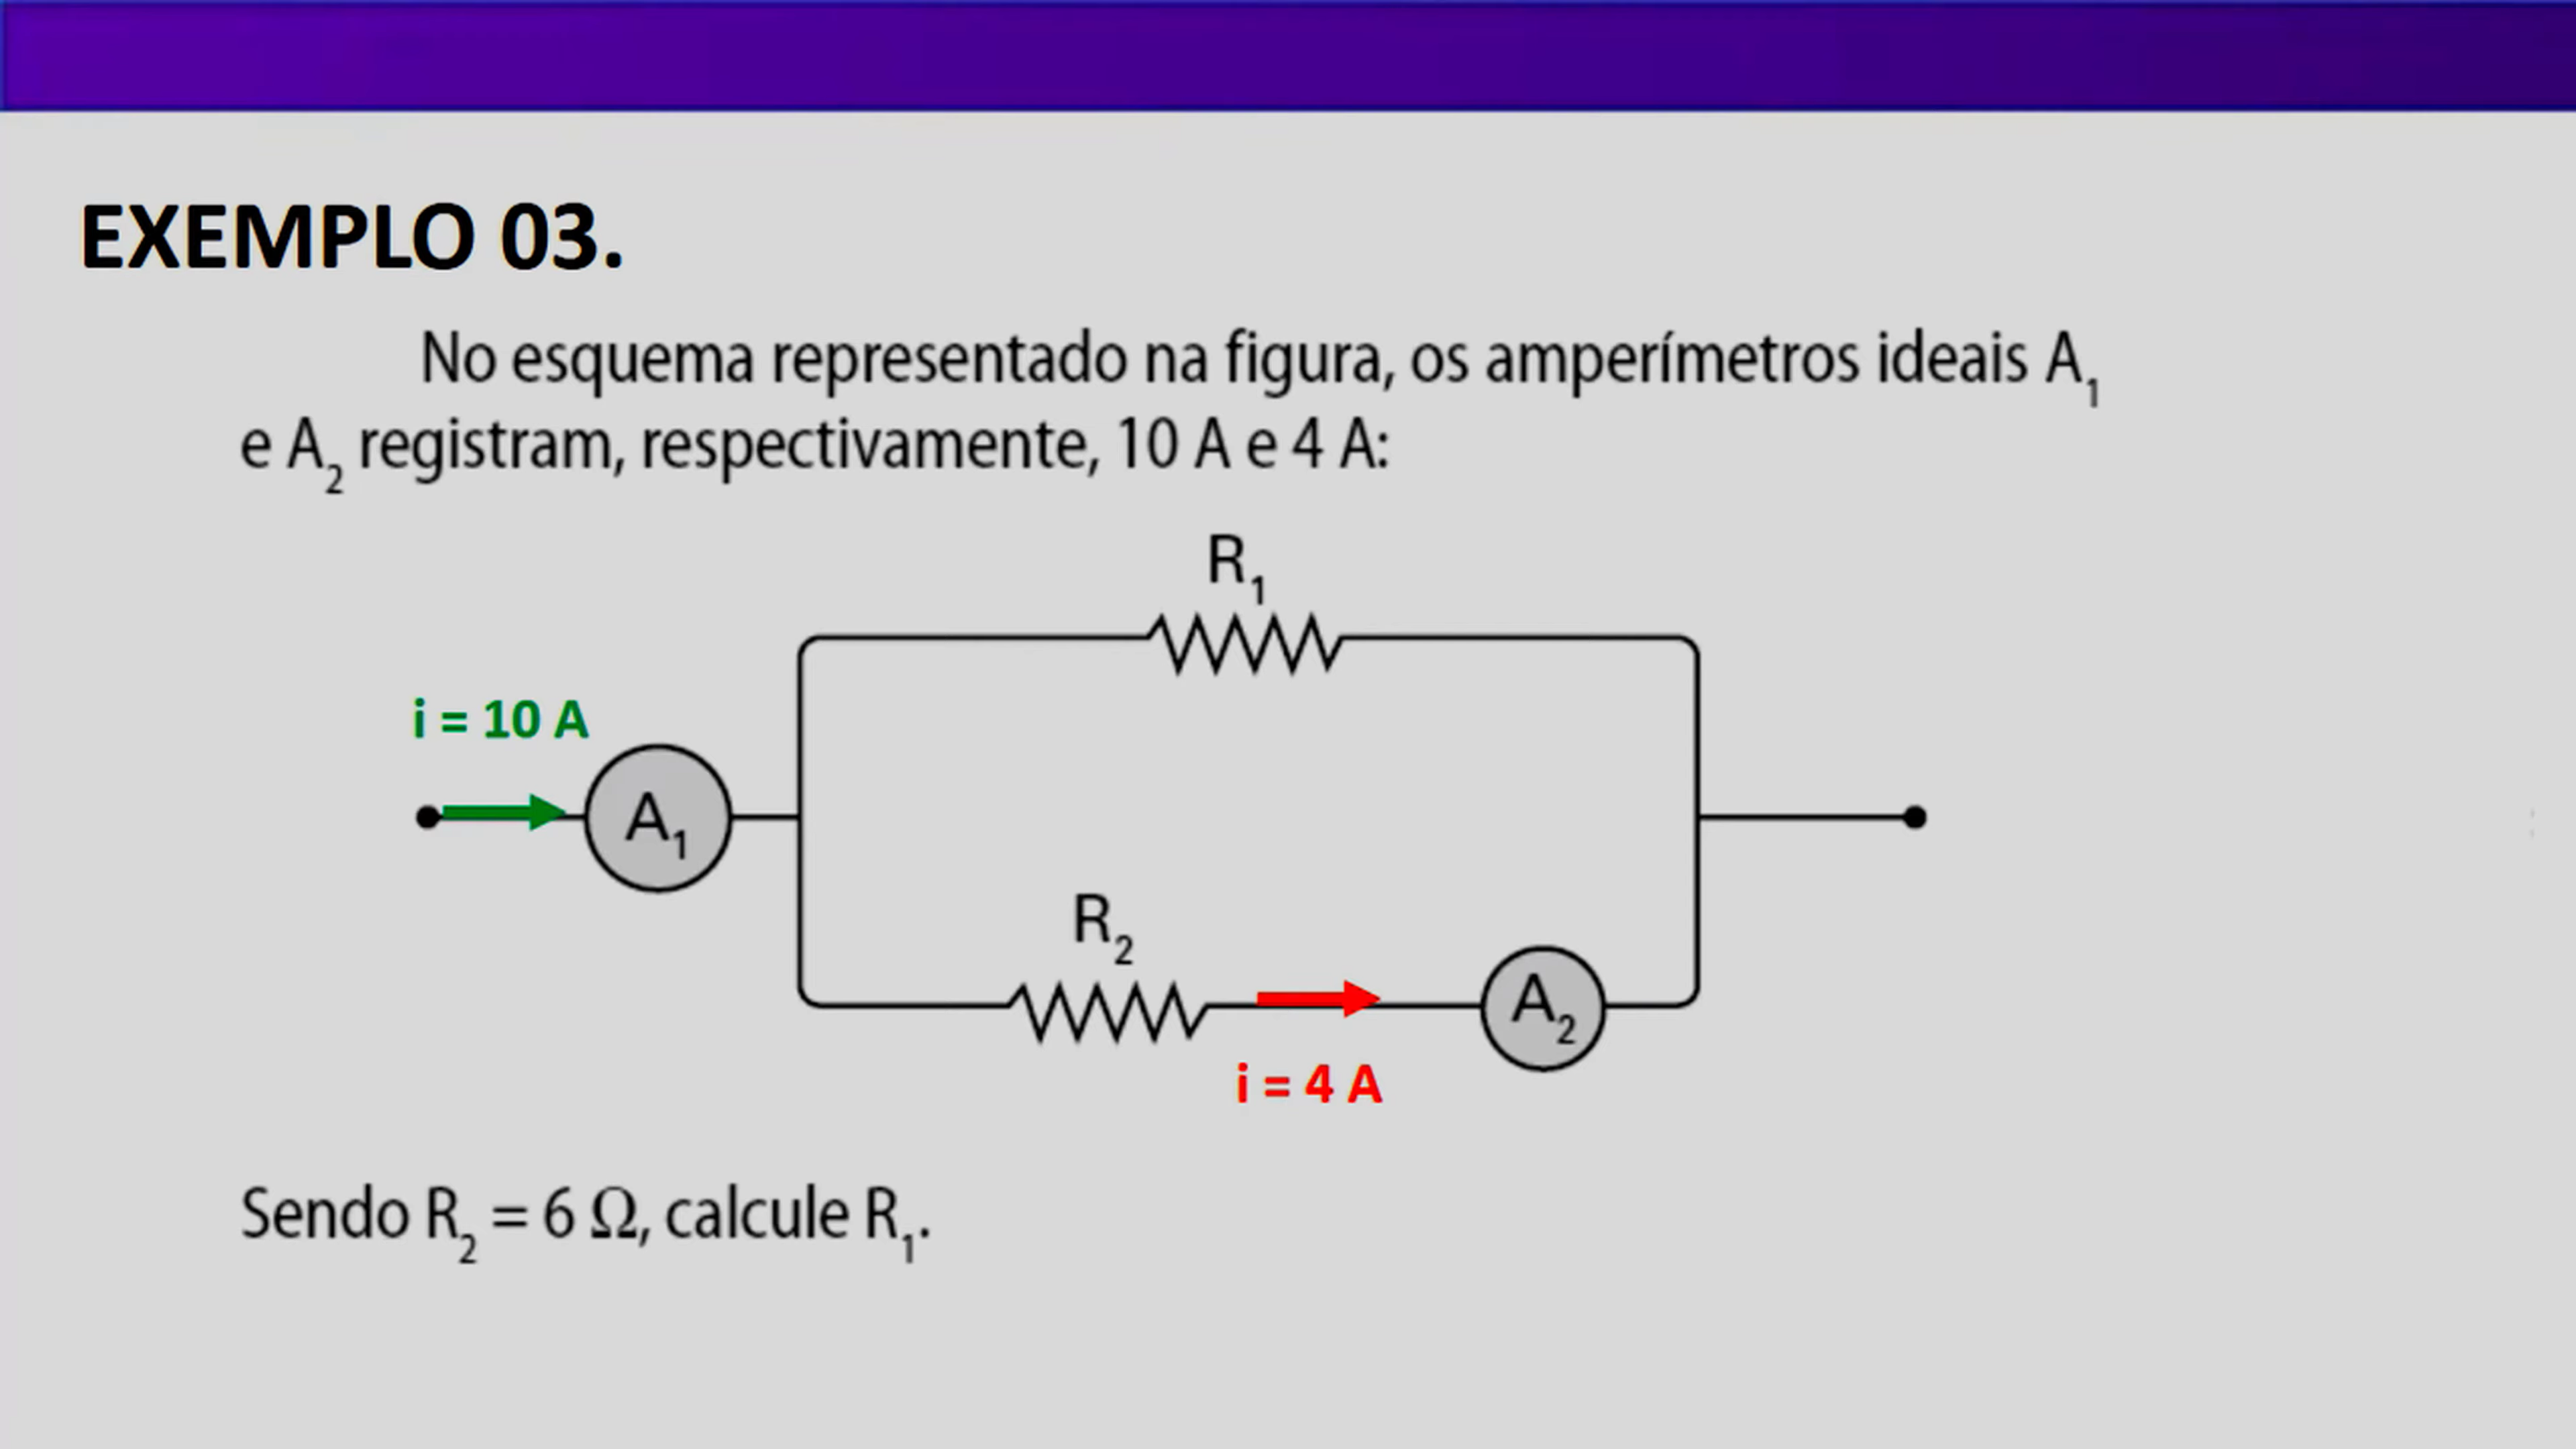 EXEMPLO 03.
No esquema representado na figura, os amperímetros ideais A₁
e A₂ registram, respectivamente, 10 A e 4 A:
R₁
i = 10 A
A₁
R₂
A₂
i = 4 A
Sendo R₂ = 6 Ω, calcule R₁.